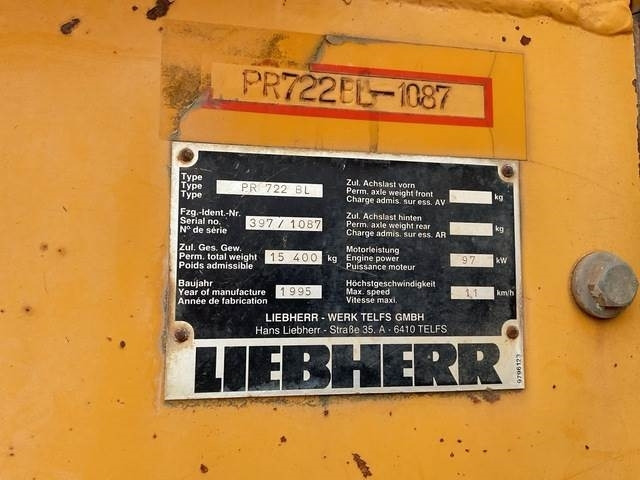 PR722BL-1087
Type
Type
Type
PR 722 BL
Fzg.-Ident.-Nr.
Serial no.
N° de série
397/1087
Zul. Ges. Gew.
Perm. total weight
Poids admissible
15 400 kg
Baujahr
Year of manufacture
Année de fabrication
1995
Zul. Achslast vorn
Perm. axle weight front
Charge admis. sur ess. AV
kg
Zul. Achslast hinten
Perm. axle weight rear
Charge admis. sur ess. AR
kg
Motorleistung
Engine power
Puissance moteur
97 kW
Höchstgeschwindigkeit
Max. speed
Vitesse maxi.
11 km/h
LIEBHERR - WERK TELFS GMBH
Hans Liebherr - Straße 35. A - 6410 TELFS
LIEBHERR
9796123